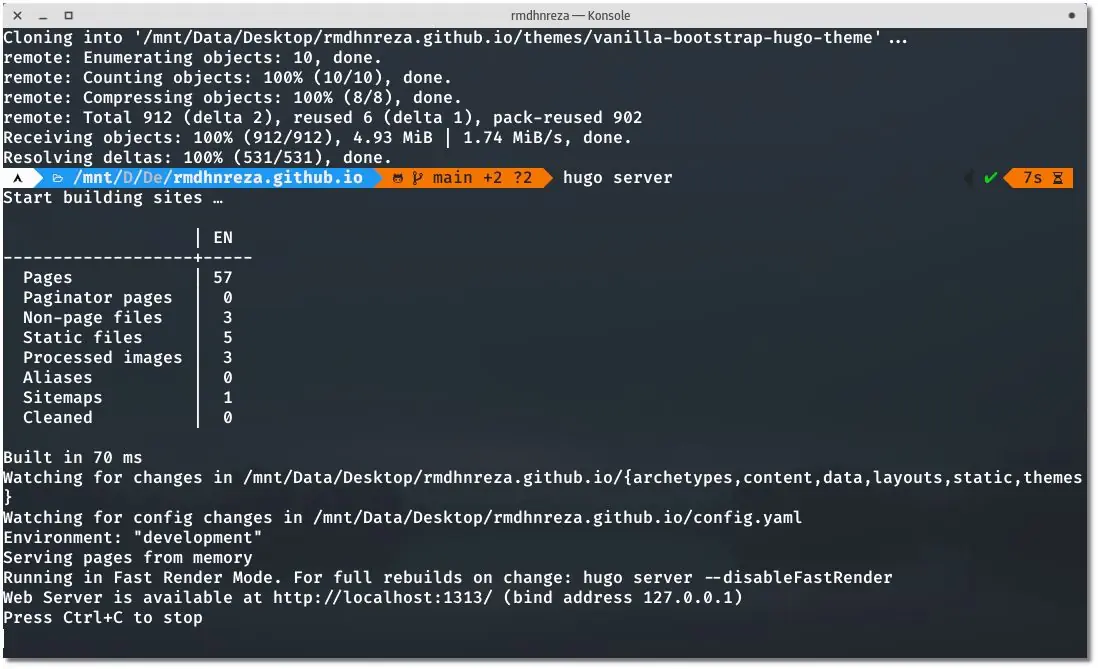 rmdhnreza — Konsole
Cloning into '/mnt/Data/Desktop/rmdhnreza.github.io/themes/vanilla-bootstrap-hugo-theme'...
remote: Enumerating objects: 10, done.
remote: Counting objects: 100% (10/10), done.
remote: Compressing objects: 100% (8/8), done.
remote: Total 912 (delta 2), reused 6 (delta 1), pack-reused 902
Receiving objects: 100% (912/912), 4.93 MiB | 1.74 MiB/s, done.
Resolving deltas: 100% (531/531), done.
/mnt/D/De/rmdhnreza.github.io main +2 ?2 hugo server ✔ 7s
Start building sites …
| EN
-------------------+-----
Pages | 57
Paginator pages | 0
Non-page files | 3
Static files | 5
Processed images | 3
Aliases | 0
Sitemaps | 1
Cleaned | 0
Built in 70 ms
Watching for changes in /mnt/Data/Desktop/rmdhnreza.github.io/{archetypes,content,data,layouts,static,themes
}
Watching for config changes in /mnt/Data/Desktop/rmdhnreza.github.io/config.yaml
Environment: "development"
Serving pages from memory
Running in Fast Render Mode. For full rebuilds on change: hugo server --disableFastRender
Web Server is available at http://localhost:1313/ (bind address 127.0.0.1)
Press Ctrl+C to stop